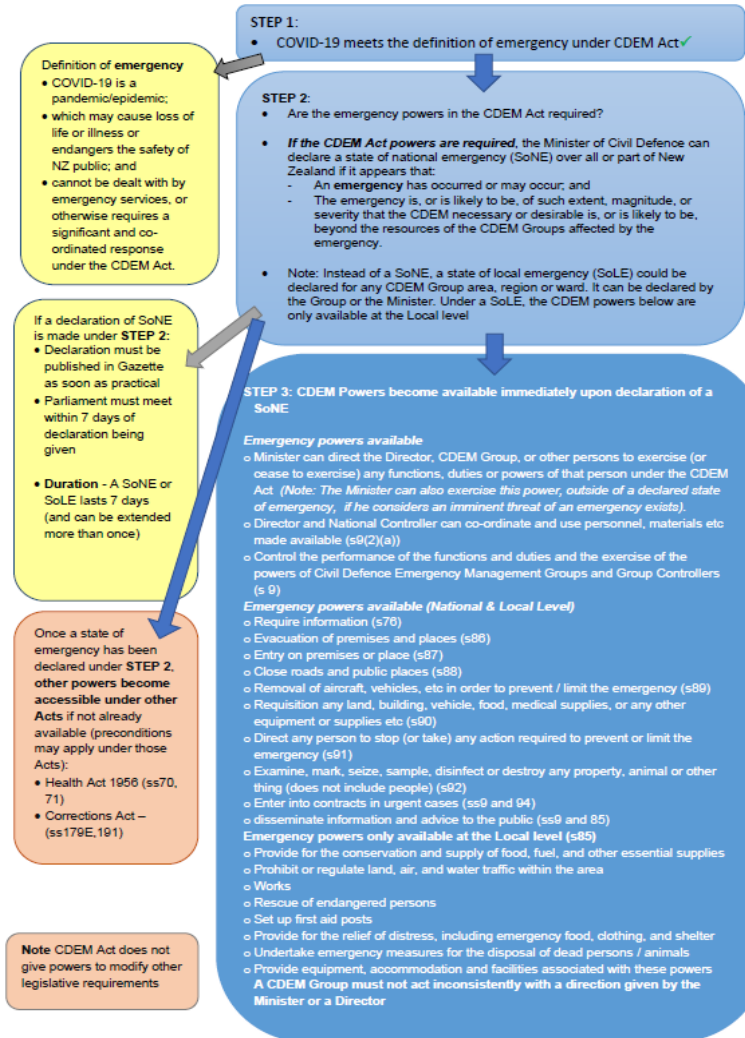 STEP 1:
• COVID-19 meets the definition of emergency under CDEM Act✓
Definition of emergency
• COVID-19 is a
pandemic/epidemic;
• which may cause loss of
life or illness or
endangers the safety of
NZ public; and
• cannot be dealt with by
emergency services, or
otherwise requires a
significant and co-
ordinated response
under the CDEM Act.
STEP 2:
• Are the emergency powers in the CDEM Act required?
• If the CDEM Act powers are required, the Minister of Civil Defence can
declare a state of national emergency (SoNE) over all or part of New
Zealand if it appears that:
- An emergency has occurred or may occur; and
- The emergency is, or is likely to be, of such extent, magnitude, or
severity that the CDEM necessary or desirable is, or is likely to be,
beyond the resources of the CDEM Groups affected by the
emergency.
• Note: Instead of a SoNE, a state of local emergency (SoLE) could be
declared for any CDEM Group area, region or ward. It can be declared by
the Group or the Minister. Under a SoLE, the CDEM powers below are
only available at the Local level
If a declaration of SoNE
is made under STEP 2:
• Declaration must be
published in Gazette
as soon as practical
• Parliament must meet
within 7 days of
declaration being
given
• Duration - A SoNE or
SoLE lasts 7 days
(and can be extended
more than once)
STEP 3: CDEM Powers become available immediately upon declaration of a
SoNE
Emergency powers available
o Minister can direct the Director, CDEM Group, or other persons to exercise (or
cease to exercise) any functions, duties or powers of that person under the CDEM
Act (Note: The Minister can also exercise this power, outside of a declared state
of emergency, if he considers an imminent threat of an emergency exists).
o Director and National Controller can co-ordinate and use personnel, materials etc
made available (s9(2)(a))
o Control the performance of the functions and duties and the exercise of the
powers of Civil Defence Emergency Management Groups and Group Controllers
(s 9)
Emergency powers available (National & Local Level)
o Require information (s76)
o Evacuation of premises and places (s86)
o Entry on premises or place (s87)
o Close roads and public places (s88)
o Removal of aircraft, vehicles, etc in order to prevent / limit the emergency (s89)
o Requisition any land, building, vehicle, food, medical supplies, or any other
equipment or supplies etc (s90)
o Direct any person to stop (or take) any action required to prevent or limit the
emergency (s91)
o Examine, mark, seize, sample, disinfect or destroy any property, animal or other
thing (does not include people) (s92)
o Enter into contracts in urgent cases (ss9 and 94)
o disseminate information and advice to the public (ss9 and 85)
Emergency powers only available at the Local level (s85)
o Provide for the conservation and supply of food, fuel, and other essential supplies
o Prohibit or regulate land, air, and water traffic within the area
o Works
o Rescue of endangered persons
o Set up first aid posts
o Provide for the relief of distress, including emergency food, clothing, and shelter
o Undertake emergency measures for the disposal of dead persons / animals
o Provide equipment, accommodation and facilities associated with these powers
A CDEM Group must not act inconsistently with a direction given by the
Minister or a Director
Once a state of
emergency has been
declared under STEP 2,
other powers become
accessible under other
Acts if not already
available (preconditions
may apply under those
Acts):
• Health Act 1956 (ss70,
71)
• Corrections Act –
(ss179E,191)
Note CDEM Act does not
give powers to modify other
legislative requirements